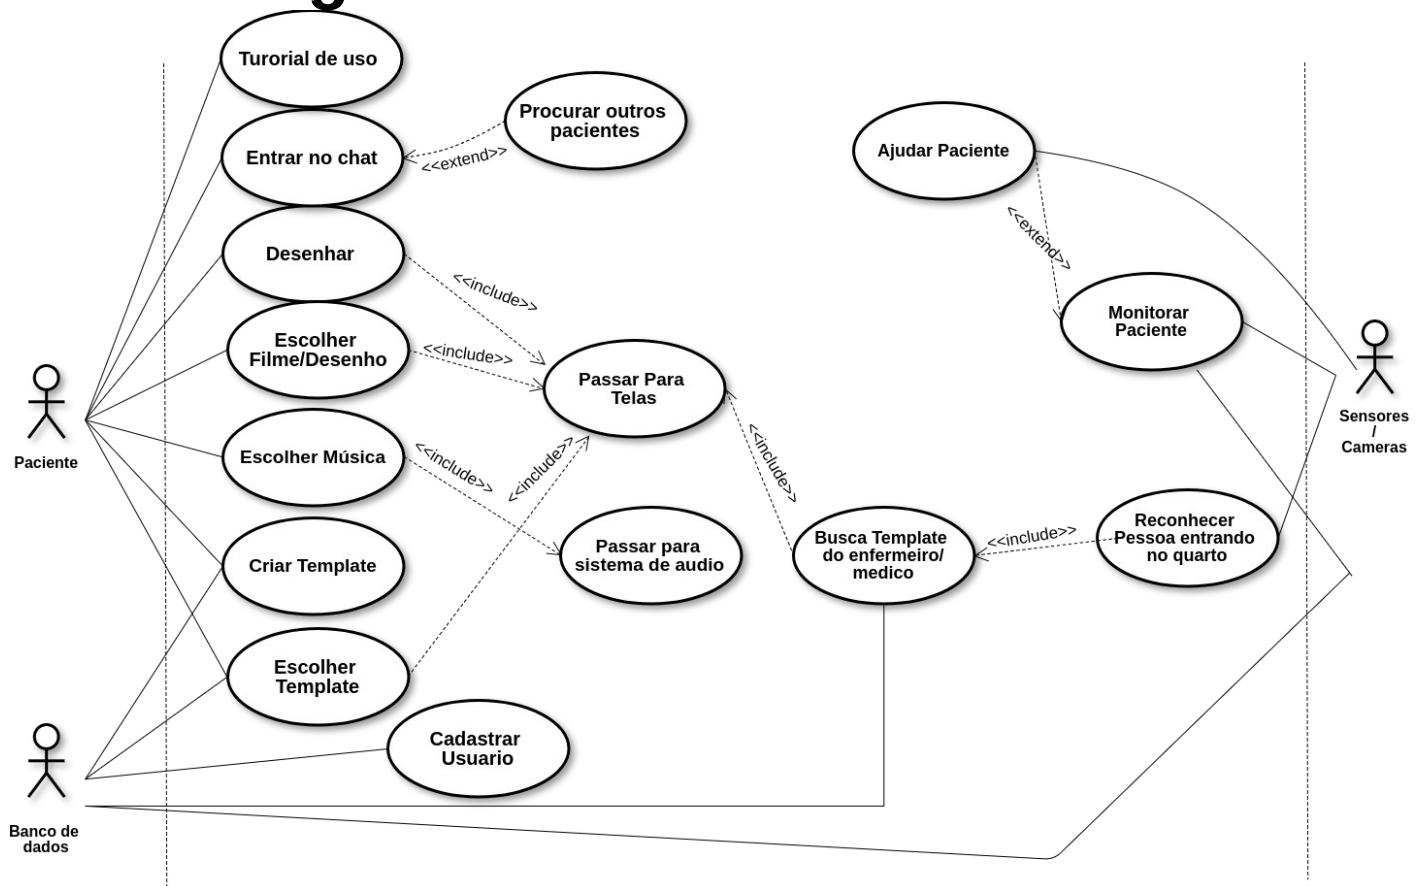 Turorial de uso
Entrar no chat
Procurar outros
pacientes
<<extend>>
Desenhar
<<include>>
Escolher
Filme/Desenho
<<include>>
Passar Para
Telas
Escolher Música
<<include>>
<<include>>
Passar para
sistema de audio
Criar Template
Escolher
Template
Cadastrar
Usuario
Paciente
Banco de
dados
<<include>>
Busca Template
do enfermeiro/
medico
<<include>>
Reconhecer
Pessoa entrando
no quarto
Ajudar Paciente
<<extend>>
Monitorar
Paciente
Sensores
/
Cameras